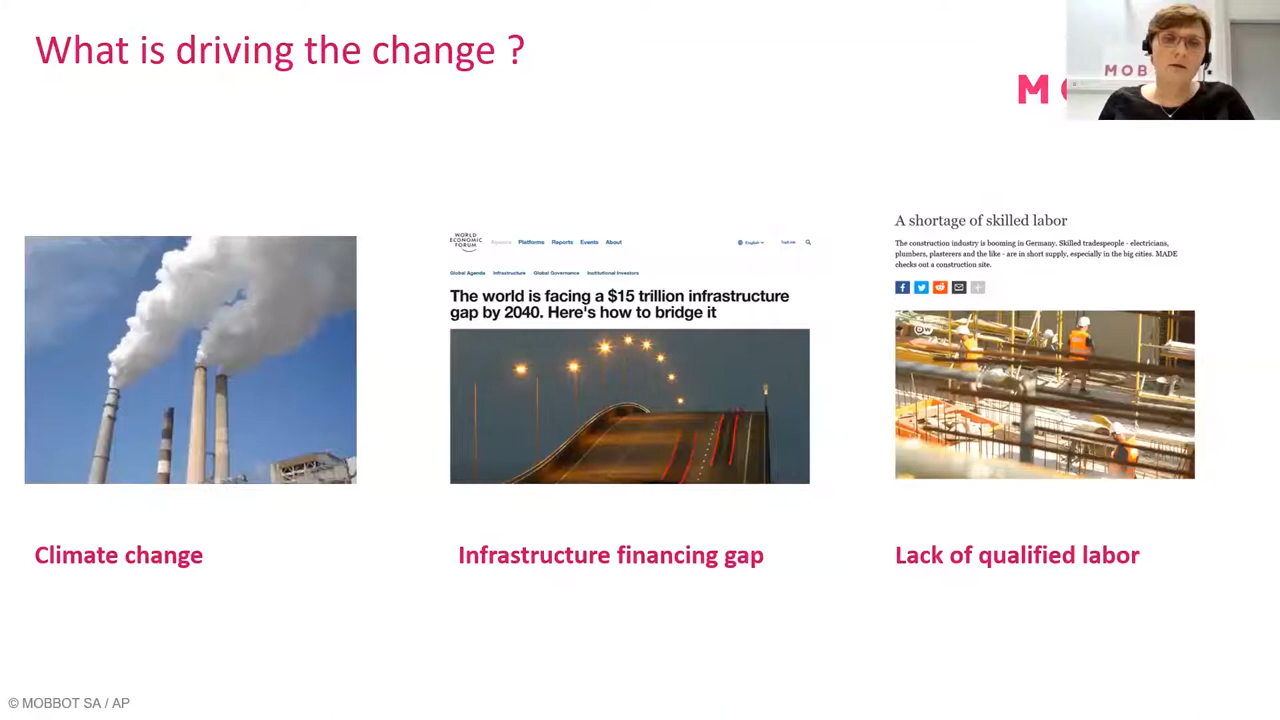 What is driving the change ?
MOB
M
WORLD
ECONOMIC
FORUM
Platforms Reports Events About
English
Global Agenda Infrastructure Global Governance Institutional Investors
The world is facing a $15 trillion infrastructure
gap by 2040. Here's how to bridge it
A shortage of skilled labor
The construction industry is booming in Germany. Skilled tradespeople - electricians,
plumbers, plasterers and the like - are in short supply, especially in the big cities. MADE
checks out a construction site.
DW
Climate change
Infrastructure financing gap
Lack of qualified labor
© MOBBOT SA / AP